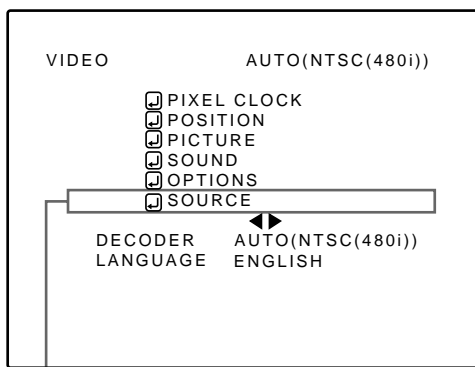 VIDEO AUTO(NTSC(480i))
PIXEL CLOCK
POSITION
PICTURE
SOUND
OPTIONS
SOURCE
DECODER AUTO(NTSC(480i))
LANGUAGE ENGLISH